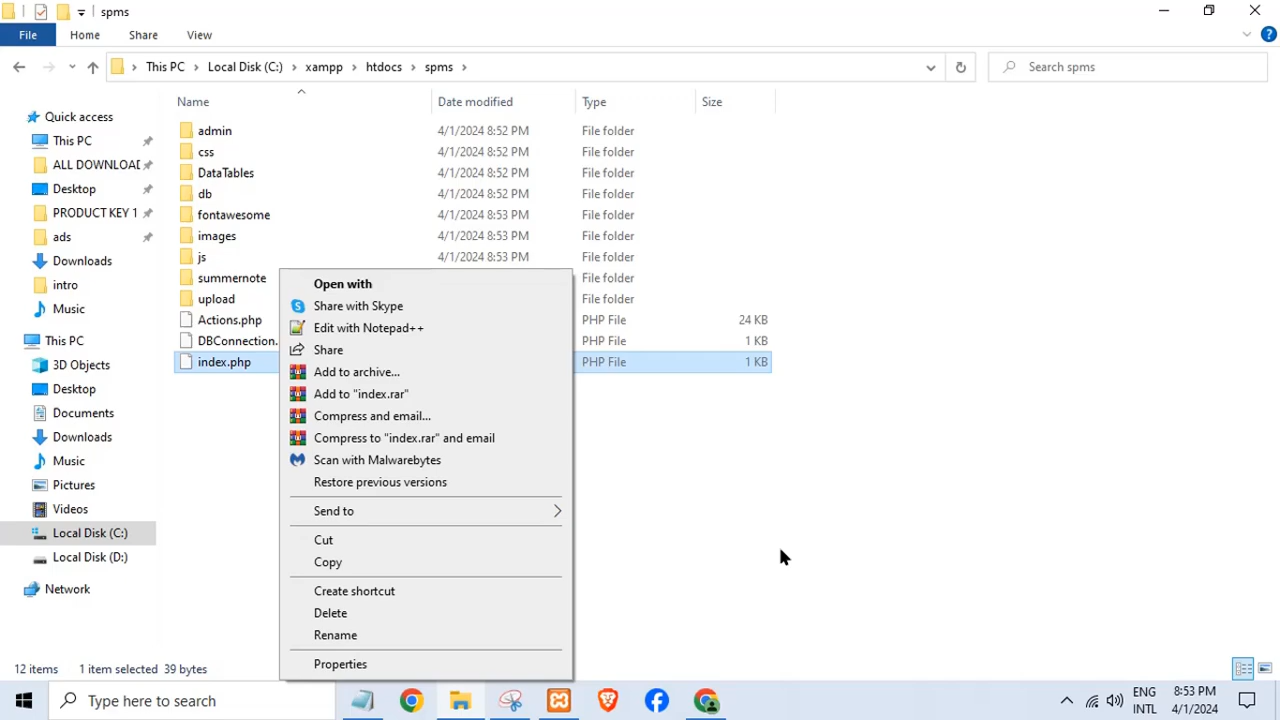 spms
File Home Share View
This PC Local Disk (C:) xampp htdocs spms
Search spms
Name Date modified Type Size
Quick access
This PC
ALL DOWNLOAD
Desktop
PRODUCT KEY 1
ads
Downloads
intro
Music
This PC
3D Objects
Desktop
Documents
Downloads
Music
Pictures
Videos
Local Disk (C:)
Local Disk (D:)
Network
admin 4/1/2024 8:52 PM File folder
css 4/1/2024 8:52 PM File folder
DataTables 4/1/2024 8:52 PM File folder
db 4/1/2024 8:52 PM File folder
fontawesome 4/1/2024 8:53 PM File folder
images 4/1/2024 8:53 PM File folder
js 4/1/2024 8:53 PM File folder
summernote File folder
upload File folder
Actions.php PHP File 24 KB
DBConnection. PHP File 1 KB
index.php PHP File 1 KB
Open with
Share with Skype
Edit with Notepad++
Share
Add to archive...
Add to "index.rar"
Compress and email...
Compress to "index.rar" and email
Scan with Malwarebytes
Restore previous versions
Send to
Cut
Copy
Create shortcut
Delete
Rename
Properties
12 items 1 item selected 39 bytes
Type here to search
ENG
INTL
8:53 PM
4/1/2024